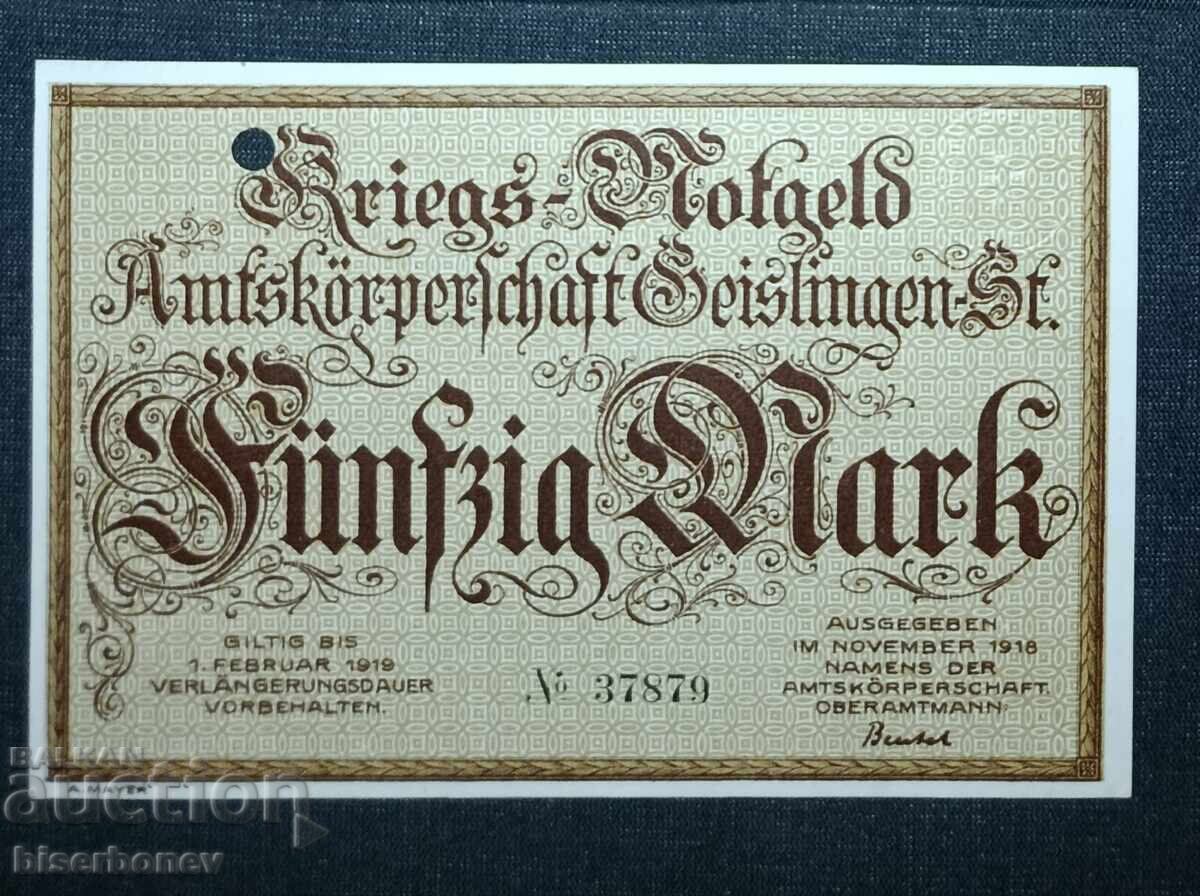 Kriegs-Notgeld
Amtskörperſchaft Geislingen-St.
Fünfzig Mark
GILTIG BIS
1. FEBRUAR 1919
VERLÄNGERUNGSDAUER
VORBEHALTEN.
No 37879
AUSGEGEBEN
IM NOVEMBER 1918
NAMENS DER
AMTSKÖRPERSCHAFT.
OBERAMTMANN:
A. MAYER
BALKAN
auction
biserbonev